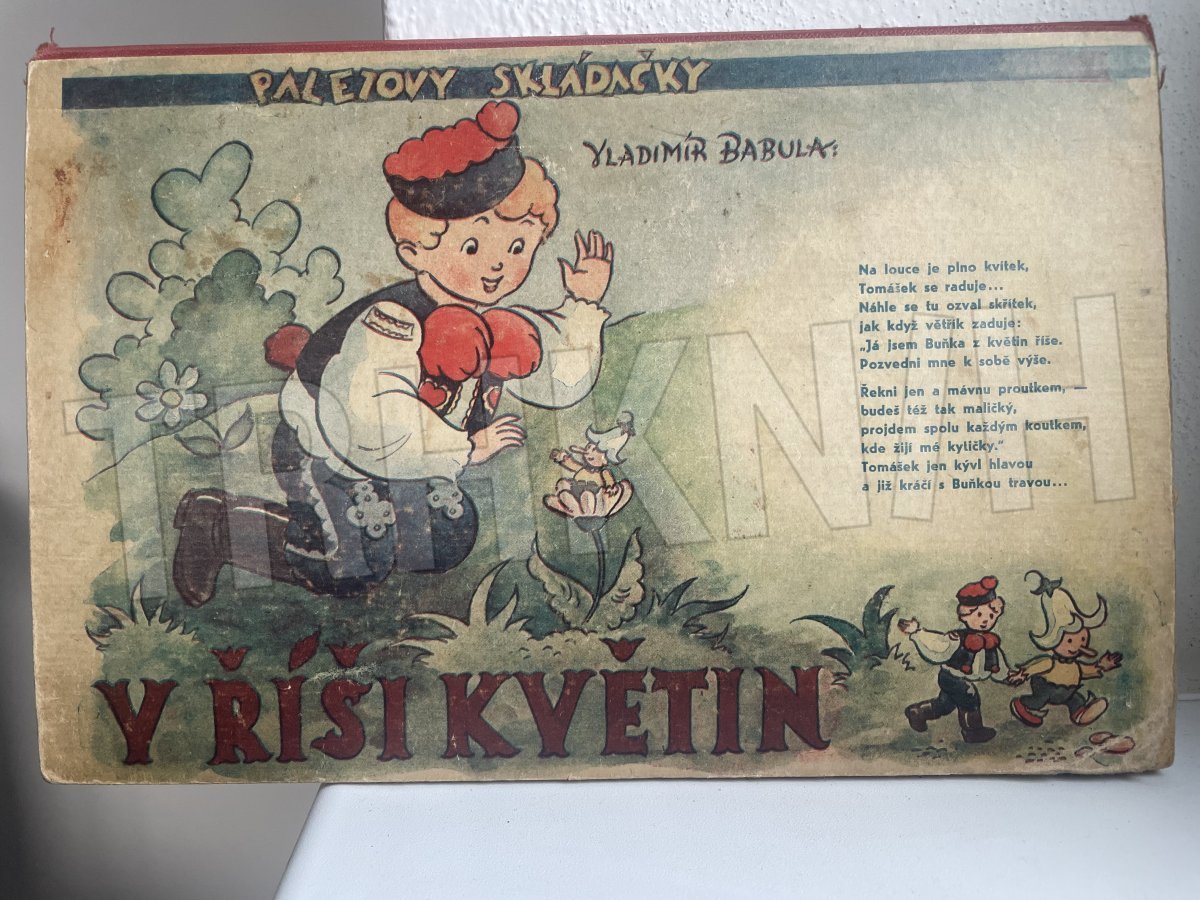 PALETOVY SKLÁDAČKY
VLADIMÍR BABULA:
Na louce je plno kvítek,
Tomášek se raduje...
Náhle se tu ozval skřítek,
jak když větřík zaduje:
„Já jsem Buňka z květin říše.
Pozvedni mne k sobě výše.
Řekni jen a mávnu proutkem, —
budeš též tak maličký,
projdem spolu každým koutkem,
kde žijí mé kyličky.“
Tomášek jen kývl hlavou
a již kráčí s Buňkou travou...
V ŘÍŠI KVĚTIN
TRHKNIH